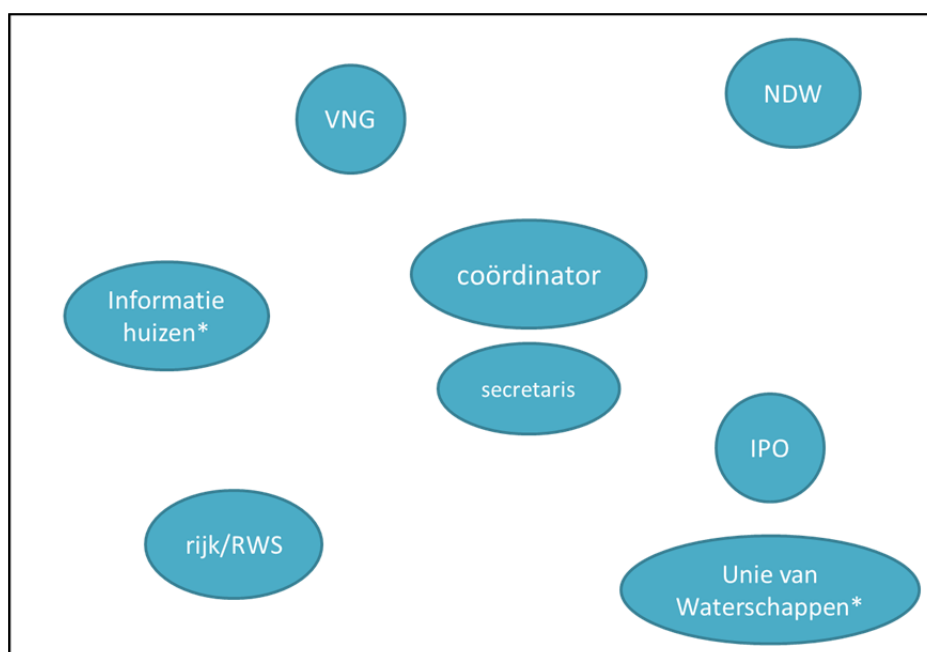 NDW
VNG
coördinator
Informatie
huizen*
secretaris
IPO
rijk/RWS
Unie van
Waterschappen*